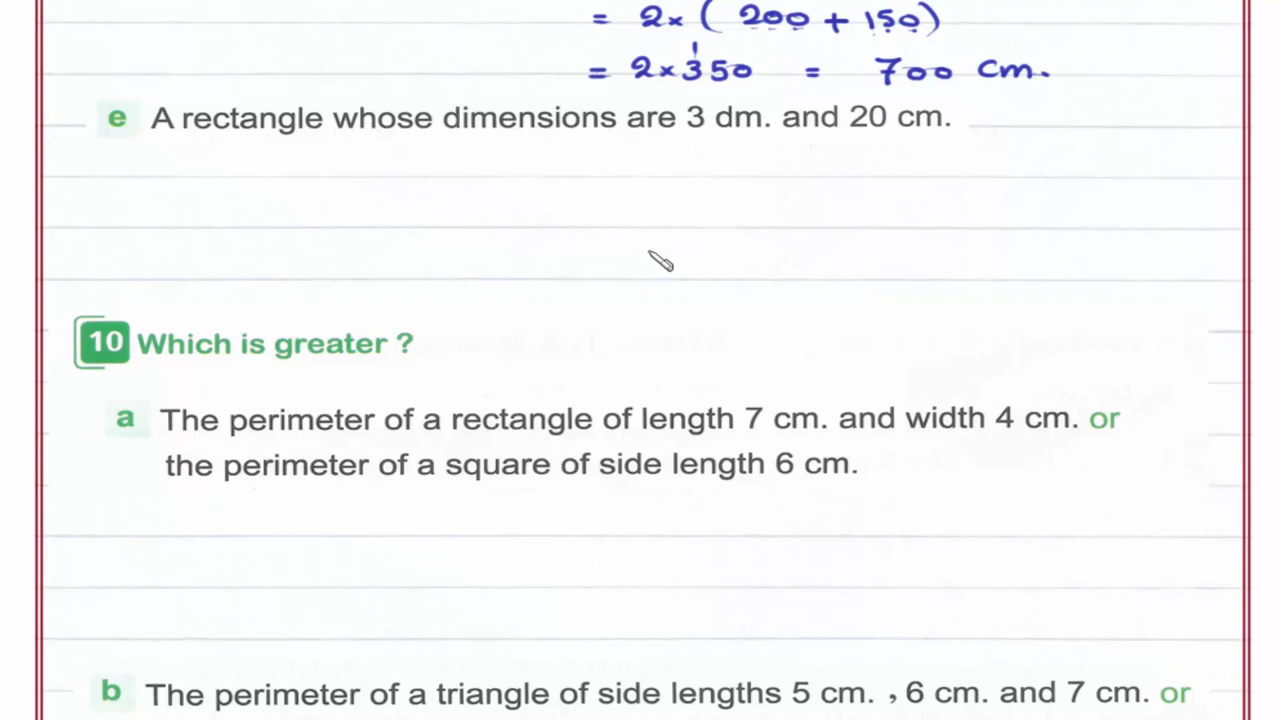 = 2 × ( 200 + 150 )
1
= 2 × 350 = 700 cm.
e A rectangle whose dimensions are 3 dm. and 20 cm.
10 Which is greater ?
a The perimeter of a rectangle of length 7 cm. and width 4 cm. or
the perimeter of a square of side length 6 cm.
b The perimeter of a triangle of side lengths 5 cm. , 6 cm. and 7 cm. or